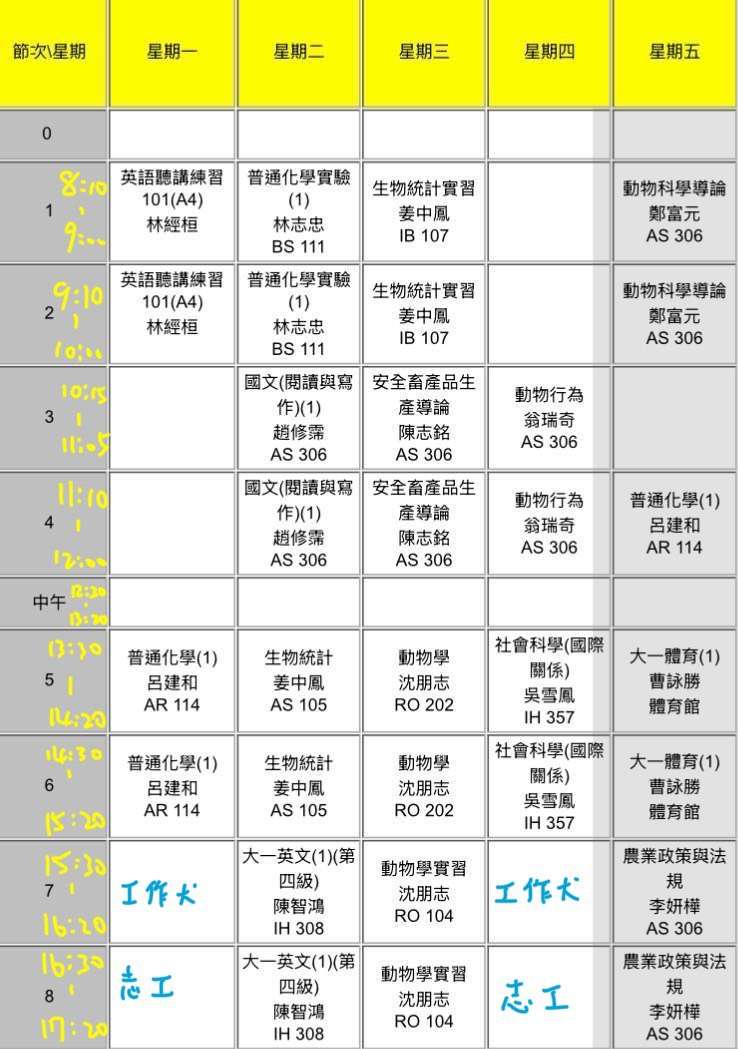 節次\星期 星期一 星期二 星期三 星期四 星期五
0
8:10
1
9:00
英語聽講練習
101(A4)
林經桓
普通化學實驗
(1)
林志忠
BS 111
生物統計實習
姜中鳳
IB 107
動物科學導論
鄭富元
AS 306
9:10
2
10:00
英語聽講練習
101(A4)
林經桓
普通化學實驗
(1)
林志忠
BS 111
生物統計實習
姜中鳳
IB 107
動物科學導論
鄭富元
AS 306
10:15
3
11:05
國文(閱讀與寫
作)(1)
趙修霈
AS 306
安全畜產品生
產導論
陳志銘
AS 306
動物行為
翁瑞奇
AS 306
11:10
4
12:00
國文(閱讀與寫
作)(1)
趙修霈
AS 306
安全畜產品生
產導論
陳志銘
AS 306
動物行為
翁瑞奇
AS 306
普通化學(1)
呂建和
AR 114
中午 12:30
13:20
13:30
5
14:20
普通化學(1)
呂建和
AR 114
生物統計
姜中鳳
AS 105
動物學
沈朋志
RO 202
社會科學(國際
關係)
吳雪鳳
IH 357
大一體育(1)
曹詠勝
體育館
14:30
6
15:20
普通化學(1)
呂建和
AR 114
生物統計
姜中鳳
AS 105
動物學
沈朋志
RO 202
社會科學(國際
關係)
吳雪鳳
IH 357
大一體育(1)
曹詠勝
體育館
15:30
7
16:20
工作犬
大一英文(1)(第
四級)
陳智鴻
IH 308
動物學實習
沈朋志
RO 104
工作犬
農業政策與法
規
李妍樺
AS 306
16:30
8
17:20
志工
大一英文(1)(第
四級)
陳智鴻
IH 308
動物學實習
沈朋志
RO 104
志工
農業政策與法
規
李妍樺
AS 306